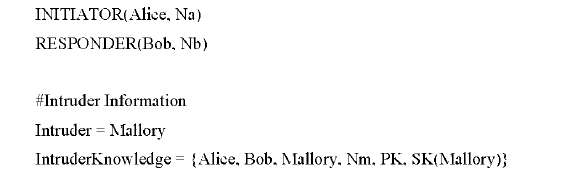 INITIATOR(Alice, Na)
RESPONDER(Bob, Nb)
#Intruder Information
Intruder = Mallory
IntruderKnowledge = {Alice, Bob, Mallory, Nm, PK, SK(Mallory)}